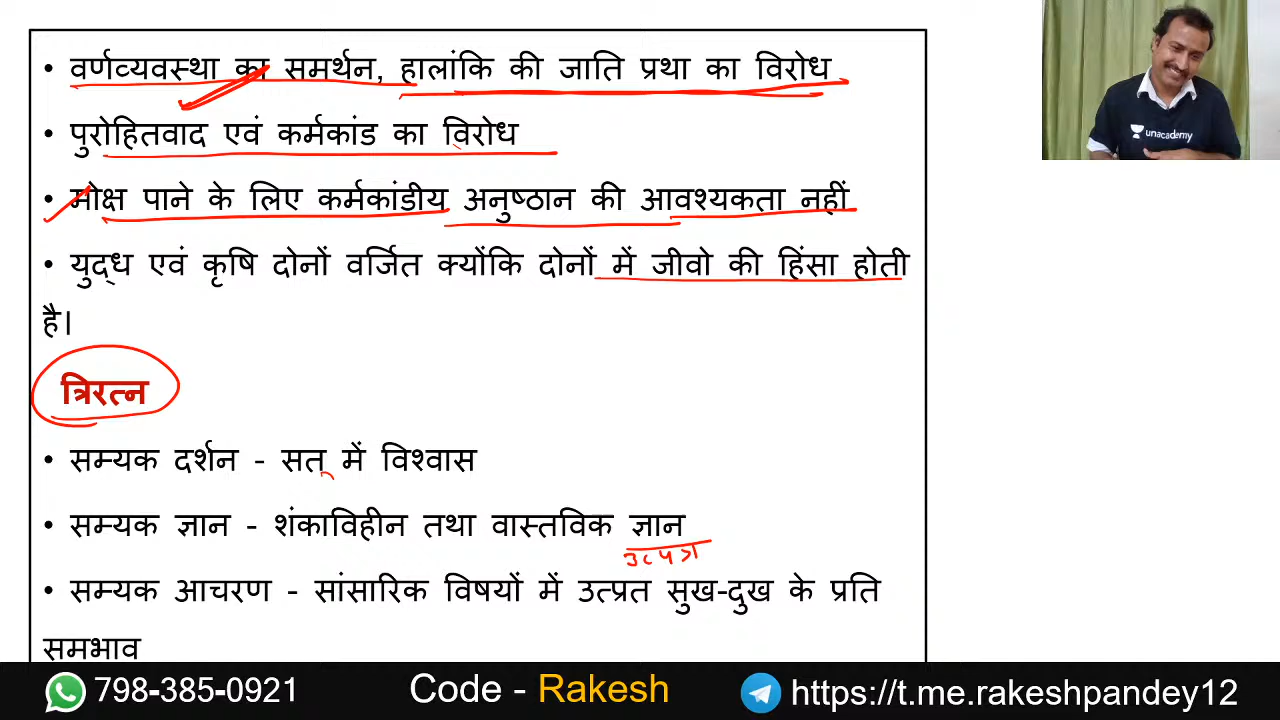 • वर्णव्यवस्था का समर्थन, हालांकि की जाति प्रथा का विरोध
• पुरोहितवाद एवं कर्मकांड का विरोध
• मोक्ष पाने के लिए कर्मकांडीय अनुष्ठान की आवश्यकता नहीं
• युद्ध एवं कृषि दोनों वर्जित क्योंकि दोनों में जीवो की हिंसा होती
है।
त्रिरत्न
• सम्यक दर्शन - सत् में विश्वास
• सम्यक ज्ञान - शंकाविहीन तथा वास्तविक ज्ञान
• सम्यक आचरण - सांसारिक विषयों में उत्प्रत सुख-दुख के प्रति
समभाव
unacademy
798-385-0921 Code - Rakesh https://t.me.rakeshpandey12